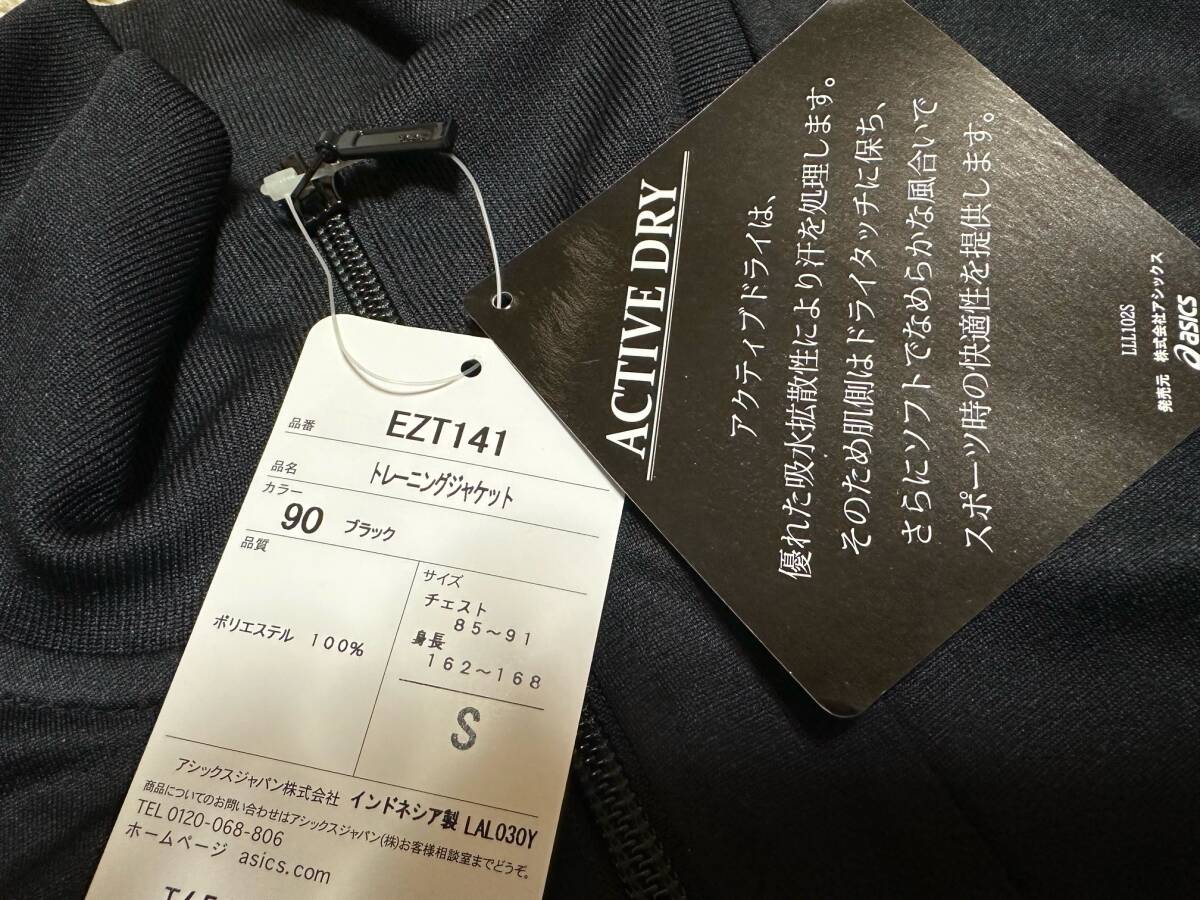 品番 EZT141
品名 トレーニングジャケット
カラー
90 ブラック
品質
ポリエステル 100%
サイズ
チェスト
85～91
身長
162～168
S
アシックスジャパン株式会社 インドネシア製 LAL030Y
商品についてのお問い合わせはアシックスジャパン(株)お客様相談室までどうぞ。
TEL 0120-068-806
ホームページ asics.com
ACTIVE DRY
アクティブドライは、
優れた吸水拡散性により汗を処理します。
そのため肌側はドライタッチに保ち、
さらにソフトでなめらかな風合いで
スポーツ時の快適性を提供します。
LLL102S
発売元 株式会社アシックス
asics